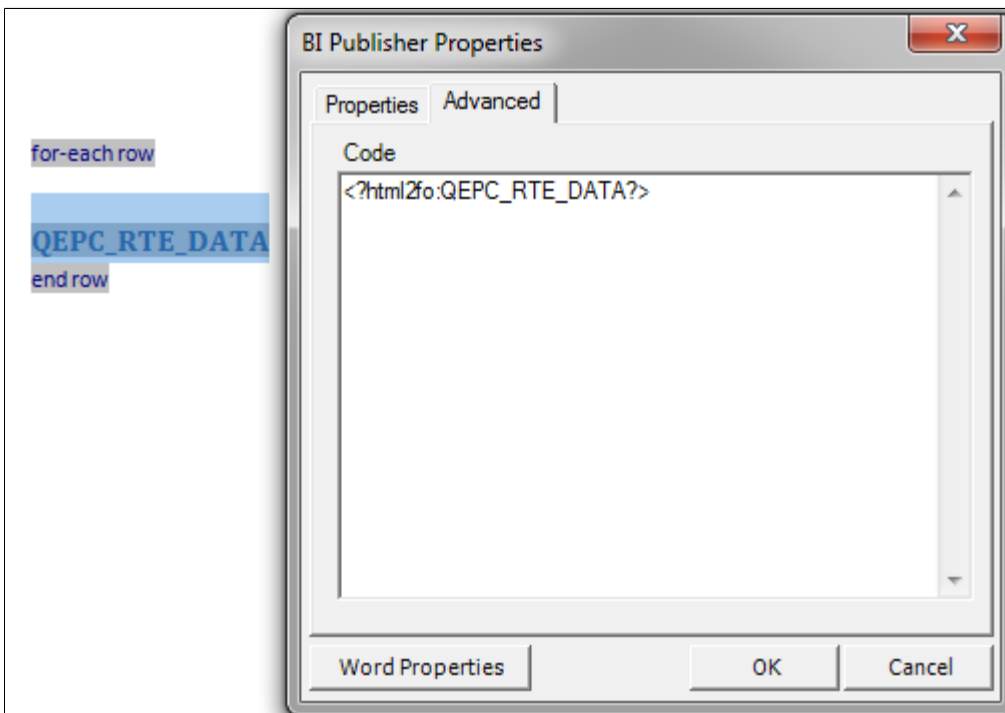 BI Publisher Properties
Properties
Advanced
Code
<?html2fo:QEPC_RTE_DATA?>
for-each row
QEPC_RTE_DATA
end row
Word Properties
OK
Cancel